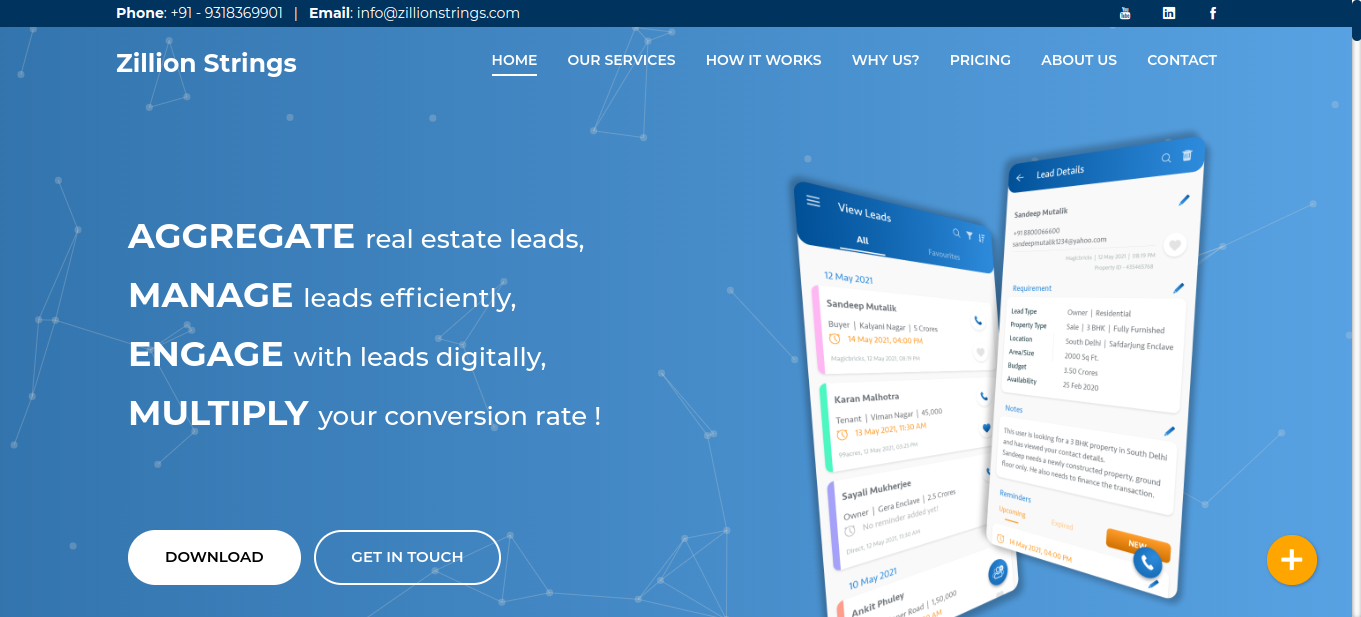 Phone: +91 - 9318369901 | Email: info@zillionstrings.com
Zillion Strings
HOME OUR SERVICES HOW IT WORKS WHY US? PRICING ABOUT US CONTACT
AGGREGATE real estate leads,
MANAGE leads efficiently,
ENGAGE with leads digitally,
MULTIPLY your conversion rate !
DOWNLOAD GET IN TOUCH
View Leads
All Favourites
12 May 2021
Sandeep Mutalik
Buyer | Kalyani Nagar | 5 Crores
14 May 2021, 04:00 PM
Magicbricks, 12 May 2021, 08:19 PM
Karan Malhotra
Tenant | Viman Nagar | 45,000
13 May 2021, 11:30 AM
99acres, 12 May 2021, 03:25 PM
Sayali Mukherjee
Owner | Gera Enclave | 2.5 Crores
No reminder added yet!
Direct, 12 May 2021, 11:30 AM
10 May 2021
Ankit Phuley
Road | 1,50,000
AM
Lead Details
Sandeep Mutalik
+91 8800066600
sandeepmutalik1234@yahoo.com
Magicbricks | 12 May 2021 | 08:19 PM
Property ID -
Requirement
Lead Type Owner | Residential
Property Type Sale | 3 BHK | Fully Furnished
Location South Delhi | Safdarjung Enclave
Area/Size 2000 Sq. Ft.
Budget 3.50 Crores
Availability 25 Feb 2020
Notes
This user is looking for a 3 BHK property in South Delhi
and has viewed your contact details.
Sandeep needs a newly constructed property, ground
floor only. He also needs to finance the transaction.
Reminders
Upcoming Expired
NEW
14 May 2021, 04:00 PM